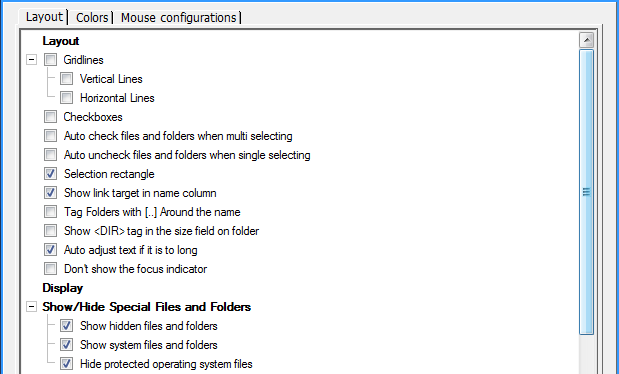 Layout Colors Mouse configurations
Layout
Gridlines
Vertical Lines
Horizontal Lines
Checkboxes
Auto check files and folders when multi selecting
Auto uncheck files and folders when single selecting
Selection rectangle
Show link target in name column
Tag Folders with [..] Around the name
Show <DIR> tag in the size field on folder
Auto adjust text if it is to long
Don't show the focus indicator
Display
Show/Hide Special Files and Folders
Show hidden files and folders
Show system files and folders
Hide protected operating system files